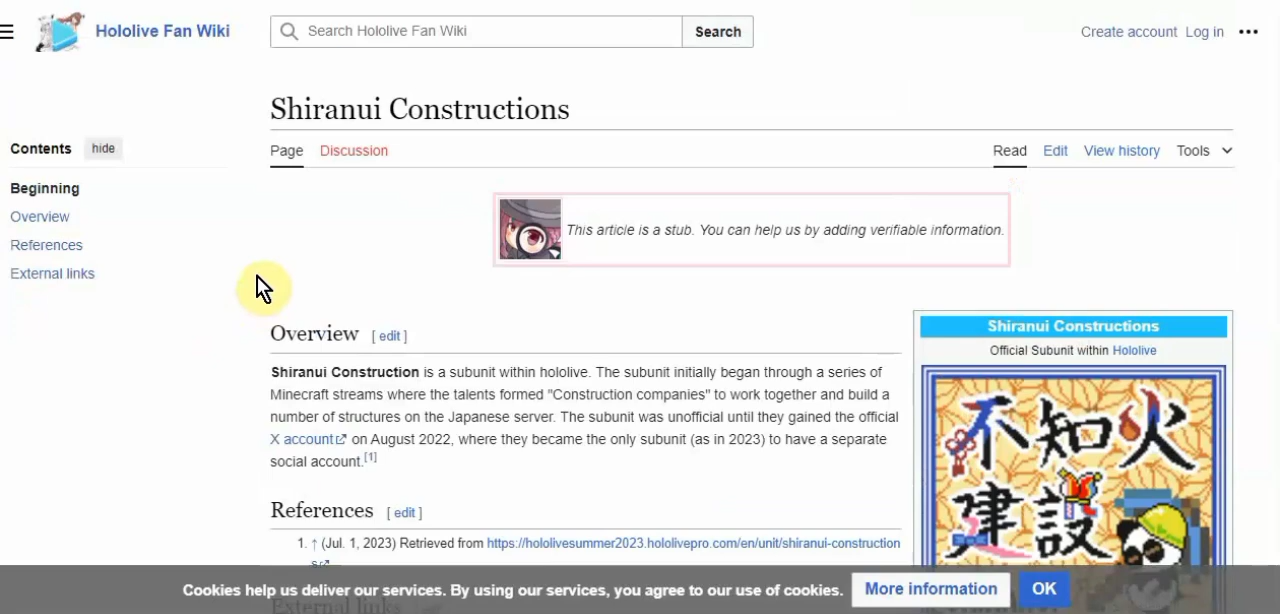 Hololive Fan Wiki
Search Hololive Fan Wiki
Search
Create account Log in
Shiranui Constructions
Contents hide
Page Discussion
Read Edit View history Tools
Beginning
Overview
References
External links
This article is a stub. You can help us by adding verifiable information.
Overview [ edit ]
Shiranui Construction is a subunit within hololive. The subunit initially began through a series of
Minecraft streams where the talents formed "Construction companies" to work together and build a
number of structures on the Japanese server. The subunit was unofficial until they gained the official
X account on August 2022, where they became the only subunit (as in 2023) to have a separate
social account.[1]
References [ edit ]
1. ↑ (Jul. 1, 2023) Retrieved from https://hololivesummer2023.hololivepro.com/en/unit/shiranui-construction
s
External links
Shiranui Constructions
Official Subunit within Hololive
不知火
建設
Cookies help us deliver our services. By using our services, you agree to our use of cookies. More information OK